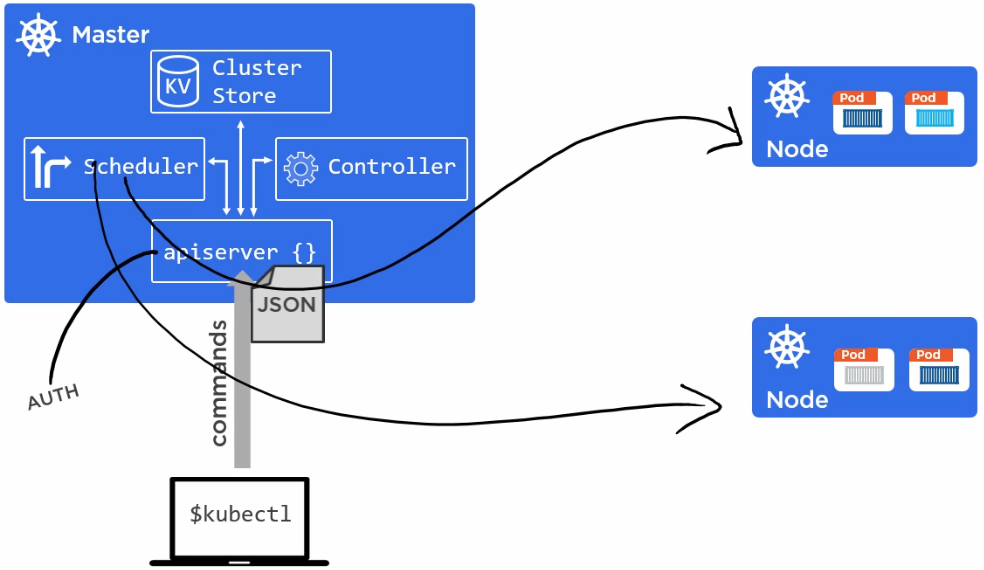 Master
KV
Cluster
Store
Scheduler
Controller
apiserver {}
JSON
commands
AUTH
$kubectl
Pod
Pod
Node
Pod
Pod
Node